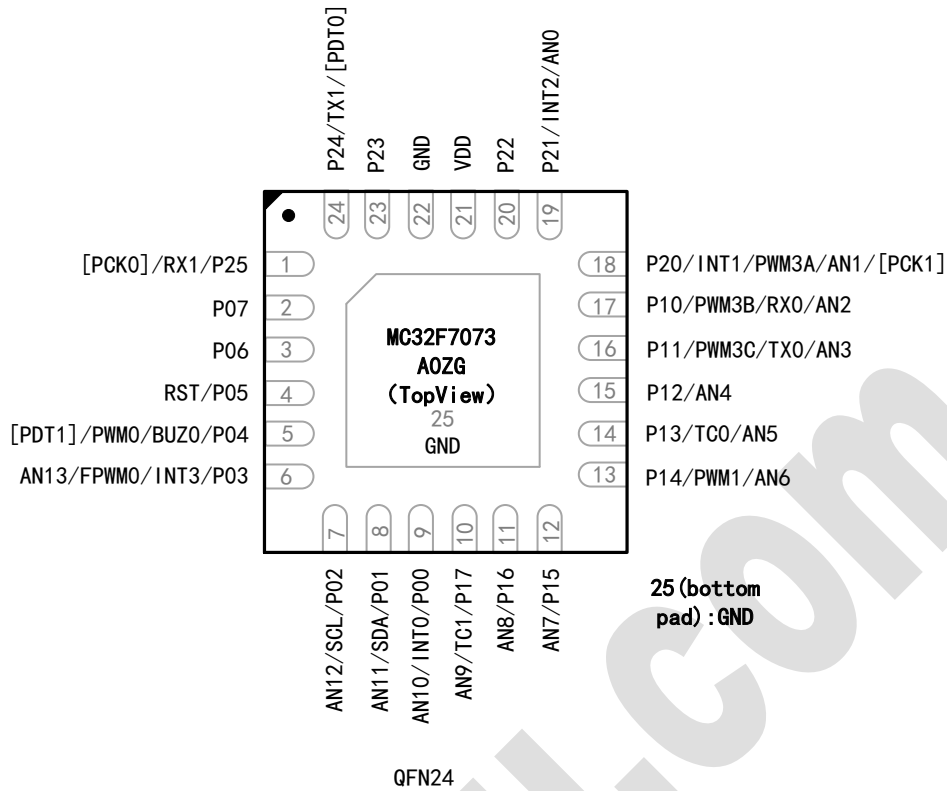 P24/TX1/[PDT0]
P23
GND
VDD
P22
P21/INT2/AN0
24
23
22
21
20
19
[PCK0]/RX1/P25
1
18
P20/INT1/PWM3A/AN1/[PCK1]
P07
2
17
P10/PWM3B/RX0/AN2
P06
3
16
P11/PWM3C/TX0/AN3
RST/P05
4
15
P12/AN4
[PDT1]/PWM0/BUZ0/P04
5
14
P13/TC0/AN5
AN13/FPWM0/INT3/P03
6
13
P14/PWM1/AN6
MC32F7073
A0ZG
(TopView)
25
GND
7
8
9
10
11
12
AN12/SCL/P02
AN11/SDA/P01
AN10/INT0/P00
AN9/TC1/P17
AN8/P16
AN7/P15
25(bottom
pad):GND
QFN24